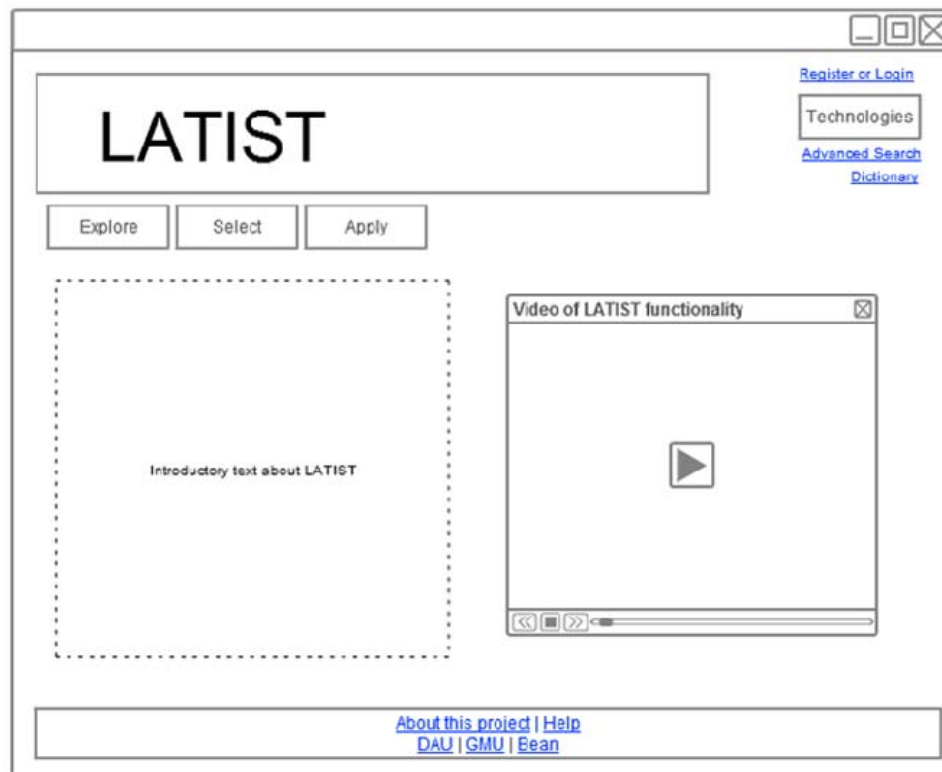 Register or Login
LATIST
Technologies
Advanced Search
Dictionary
Explore
Select
Apply
Video of LATIST functionality
Introductory text about LATIST
About this project | Help
DAU | GMU | Bean